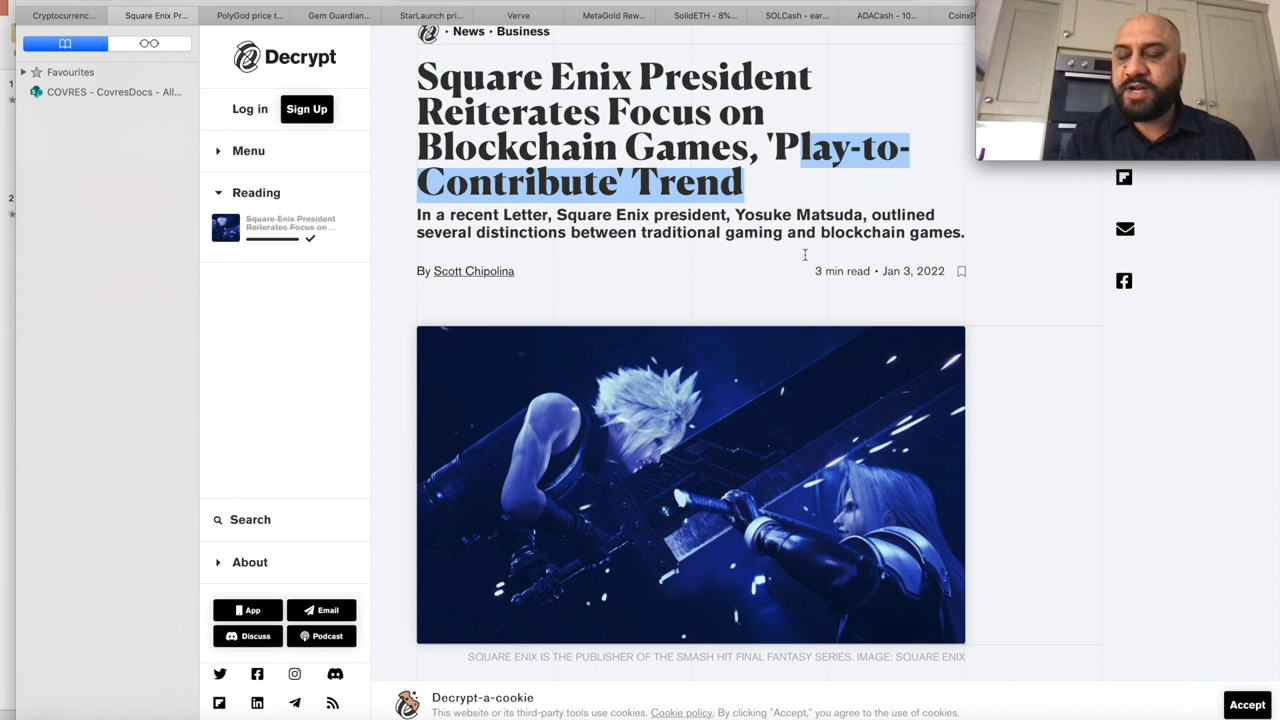 Cryptocurrenc...
Square Enix Pr...
PolyGod price t...
Gem Guardian...
StarLaunch pri...
Verve
MetaGold Rew...
SolidETH - 8%...
SOLCash - ear...
ADACash - 10...
CoinxP
Favourites
COVRES - CovresDocs - All...
1
2
Decrypt
Log in
Sign Up
Menu
Reading
Square Enix President
Reiterates Focus on...
Search
About
App
Email
Discuss
Podcast
· News · Business
Square Enix President
Reiterates Focus on
Blockchain Games, 'Play-to-
Contribute' Trend
In a recent Letter, Square Enix president, Yosuke Matsuda, outlined
several distinctions between traditional gaming and blockchain games.
By Scott Chipolina
3 min read • Jan 3, 2022
SQUARE ENIX IS THE PUBLISHER OF THE SMASH HIT FINAL FANTASY SERIES. IMAGE: SQUARE ENIX
Decrypt-a-cookie
This website or its third-party tools use cookies. Cookie policy. By clicking "Accept," you agree to the use of cookies.
Accept